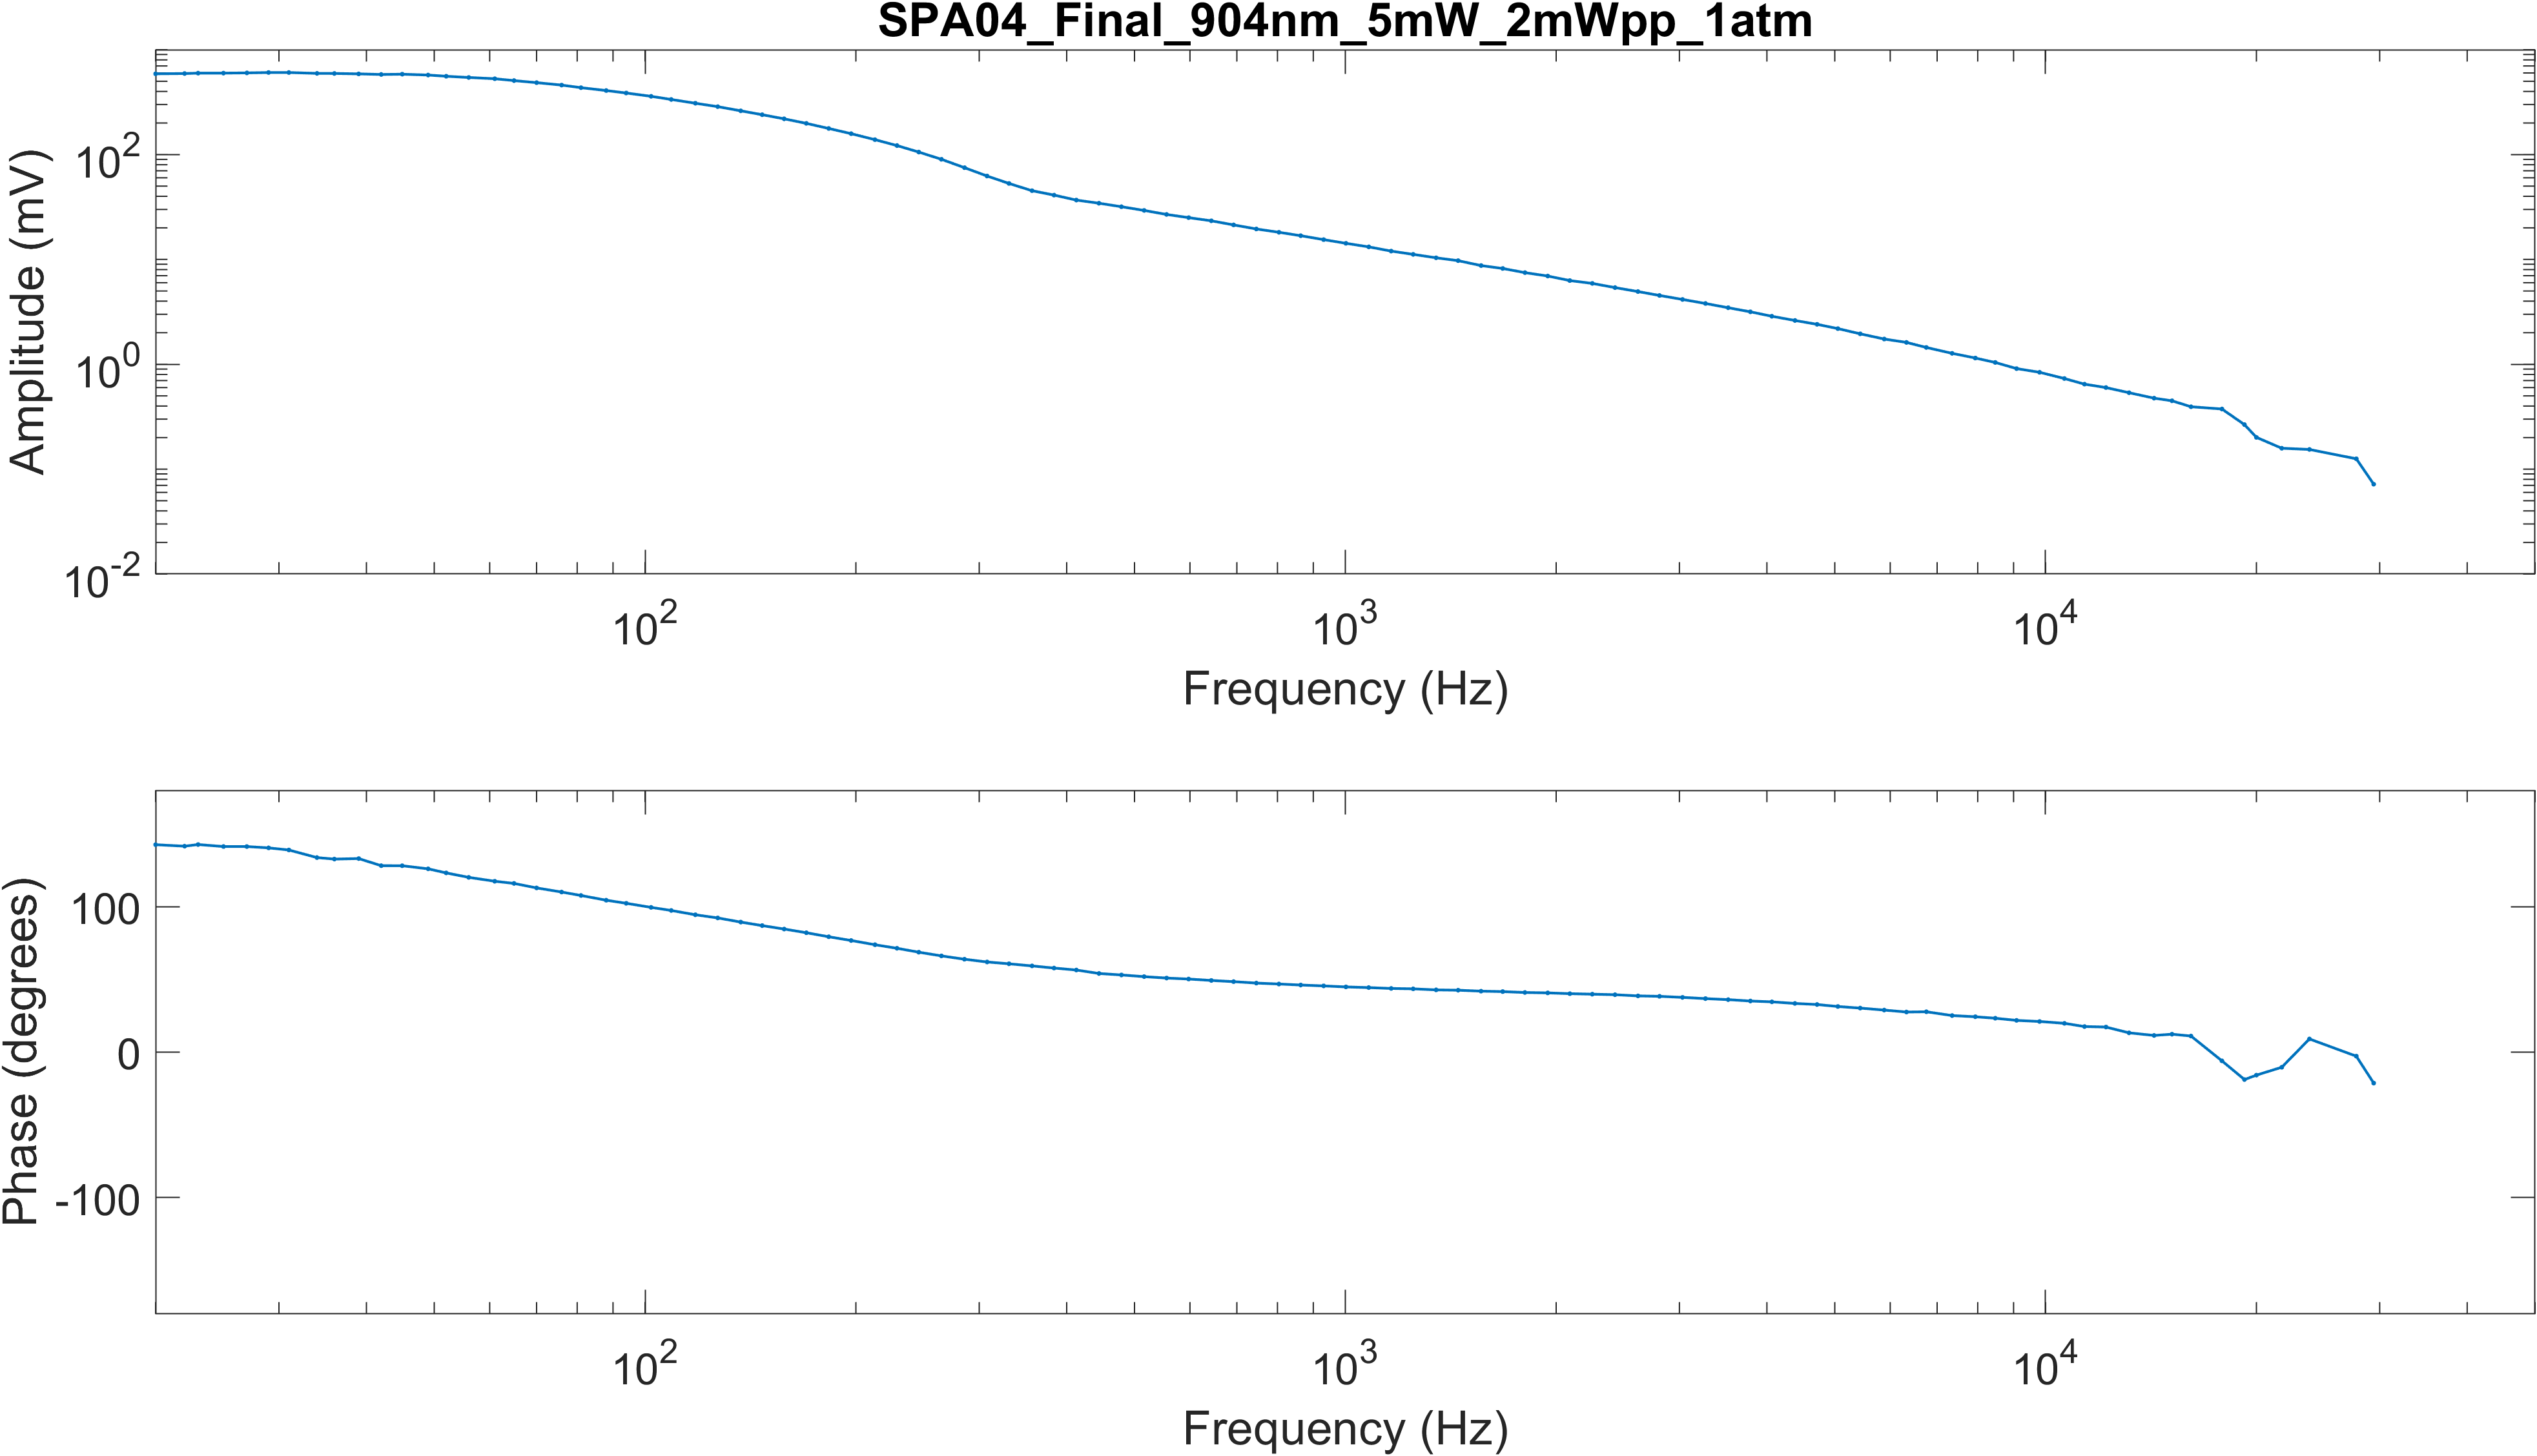 SPA04_Final_904nm_5mW_2mWpp_1atm
Amplitude (mV)
10^2
10^0
10^-2
10^2 10^3 10^4
Frequency (Hz)
Phase (degrees)
100
0
-100
10^2 10^3 10^4
Frequency (Hz)